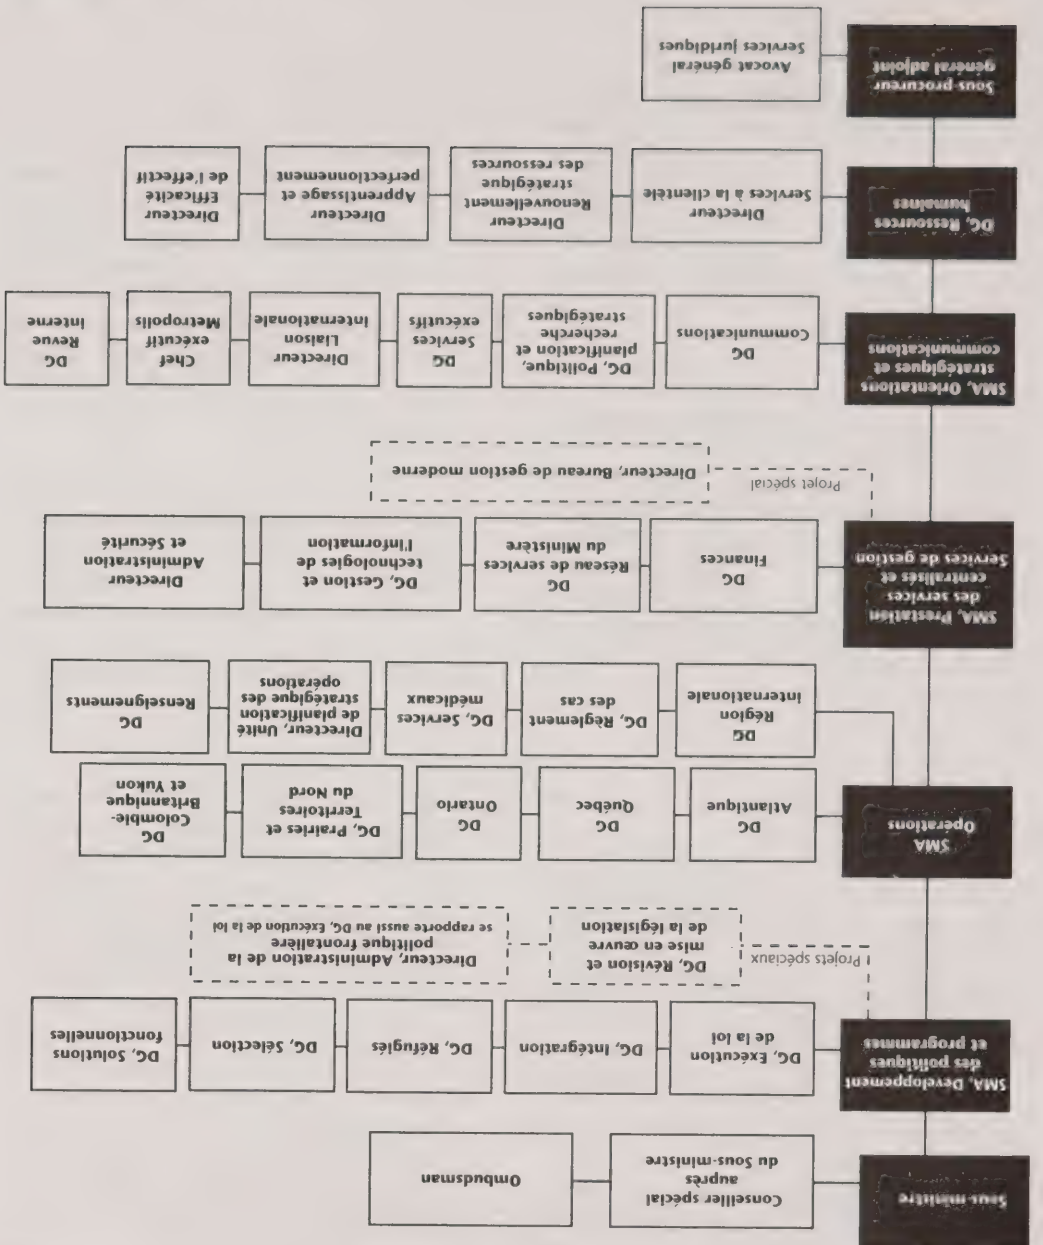 Sous-ministre
Conseiller spécial
auprès
du Sous-ministre
Ombudsman
SMA, Développement
des politiques
et programmes
DG, Exécution
de la loi
DG, Intégration
DG, Réfugiés
DG, Sélection
DG, Solutions
fonctionnelles
Projets spéciaux
DG, Révision et
mise en œuvre
de la législation
Directeur, Administration de la
politique frontalière
se rapporte aussi au DG, Exécution de la loi
SMA
Opérations
DG
Atlantique
DG
Québec
DG
Ontario
DG, Prairies et
Territoires
du Nord
DG
Colombie-
Britannique
et Yukon
DG
Région
internationale
DG, Règlement
des cas
DG, Services
médicaux
Directeur, Unité
de planification
stratégique des
opérations
DG
Renseignements
SMA, Prestation
des services
centralisés et
Services de gestion
DG
Finances
DG
Réseau de services
du Ministère
DG, Gestion et
technologies de
l'information
Directeur
Administration
et Sécurité
Projet spécial
Directeur, Bureau de gestion moderne
SMA, Orientations
stratégiques et
communications
DG
Communications
DG, Politique,
planification et
recherche
stratégiques
DG
Services
exécutifs
Directeur
Liaison
internationale
Chef
exécutif
Metropolis
DG
Revue
Interne
DG, Ressources
humaines
Directeur
Services à la clientèle
Directeur
Renouvellement
stratégique
des ressources
Directeur
Apprentissage et
perfectionnement
Directeur
Efficacité
de l'effectif
Sous-procureur
général adjoint
Avocat général
Services juridiques